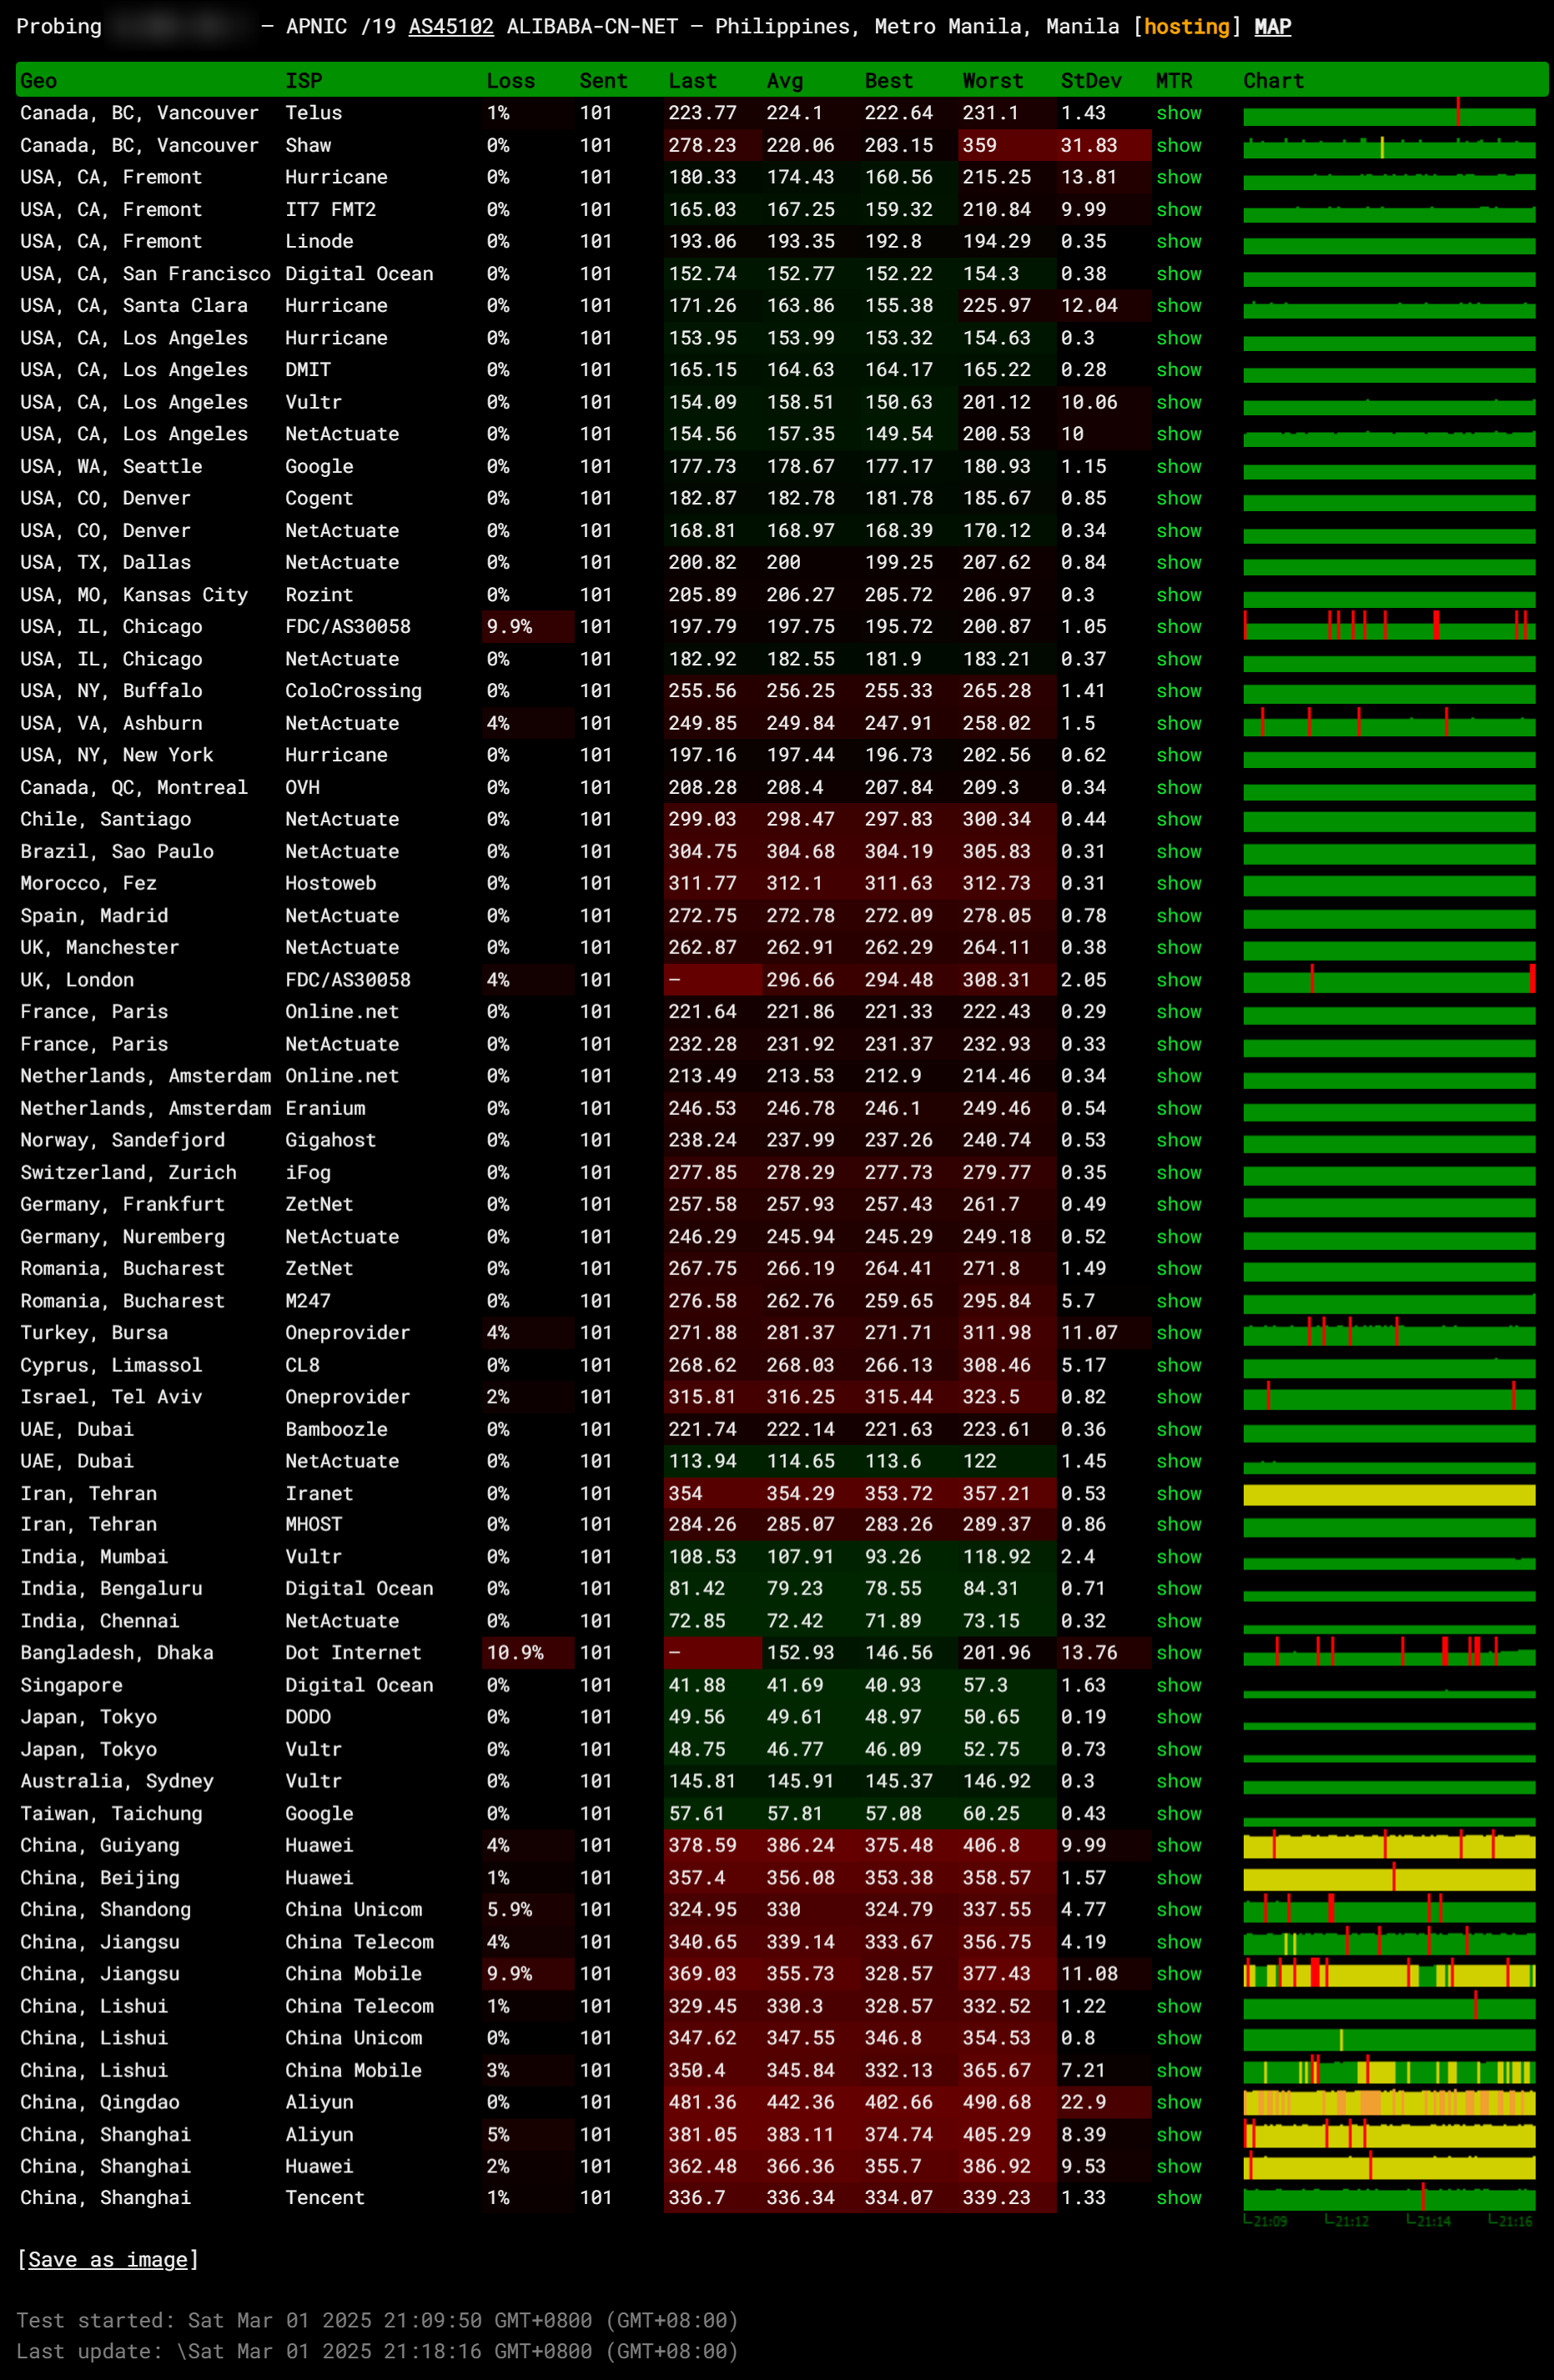 Probing — APNIC /19 AS45102 ALIBABA-CN-NET — Philippines, Metro Manila, Manila [hosting] MAP
Geo ISP Loss Sent Last Avg Best Worst StDev MTR Chart
Canada, BC, Vancouver Telus 1% 101 223.77 224.1 222.64 231.1 1.43 show
Canada, BC, Vancouver Shaw 0% 101 278.23 220.06 203.15 359 31.83 show
USA, CA, Fremont Hurricane 0% 101 180.33 174.43 160.56 215.25 13.81 show
USA, CA, Fremont IT7 FMT2 0% 101 165.03 167.25 159.32 210.84 9.99 show
USA, CA, Fremont Linode 0% 101 193.06 193.35 192.8 194.29 0.35 show
USA, CA, San Francisco Digital Ocean 0% 101 152.74 152.77 152.22 154.3 0.38 show
USA, CA, Santa Clara Hurricane 0% 101 171.26 163.86 155.38 225.97 12.04 show
USA, CA, Los Angeles Hurricane 0% 101 153.95 153.99 153.32 154.63 0.3 show
USA, CA, Los Angeles DMIT 0% 101 165.15 164.63 164.17 165.22 0.28 show
USA, CA, Los Angeles Vultr 0% 101 154.09 158.51 150.63 201.12 10.06 show
USA, CA, Los Angeles NetActuate 0% 101 154.56 157.35 149.54 200.53 10 show
USA, WA, Seattle Google 0% 101 177.73 178.67 177.17 180.93 1.15 show
USA, CO, Denver Cogent 0% 101 182.87 182.78 181.78 185.67 0.85 show
USA, CO, Denver NetActuate 0% 101 168.81 168.97 168.39 170.12 0.34 show
USA, TX, Dallas NetActuate 0% 101 200.82 200 199.25 207.62 0.84 show
USA, MO, Kansas City Rozint 0% 101 205.89 206.27 205.72 206.97 0.3 show
USA, IL, Chicago FDC/AS30058 9.9% 101 197.79 197.75 195.72 200.87 1.05 show
USA, IL, Chicago NetActuate 0% 101 182.92 182.55 181.9 183.21 0.37 show
USA, NY, Buffalo ColoCrossing 0% 101 255.56 256.25 255.33 265.28 1.41 show
USA, VA, Ashburn NetActuate 4% 101 249.85 249.84 247.91 258.02 1.5 show
USA, NY, New York Hurricane 0% 101 197.16 197.44 196.73 202.56 0.62 show
Canada, QC, Montreal OVH 0% 101 208.28 208.4 207.84 209.3 0.34 show
Chile, Santiago NetActuate 0% 101 299.03 298.47 297.83 300.34 0.44 show
Brazil, Sao Paulo NetActuate 0% 101 304.75 304.68 304.19 305.83 0.31 show
Morocco, Fez Hostoweb 0% 101 311.77 312.1 311.63 312.73 0.31 show
Spain, Madrid NetActuate 0% 101 272.75 272.78 272.09 278.05 0.78 show
UK, Manchester NetActuate 0% 101 262.87 262.91 262.29 264.11 0.38 show
UK, London FDC/AS30058 4% 101 — 296.66 294.48 308.31 2.05 show
France, Paris Online.net 0% 101 221.64 221.86 221.33 222.43 0.29 show
France, Paris NetActuate 0% 101 232.28 231.92 231.37 232.93 0.33 show
Netherlands, Amsterdam Online.net 0% 101 213.49 213.53 212.9 214.46 0.34 show
Netherlands, Amsterdam Eranium 0% 101 246.53 246.78 246.1 249.46 0.54 show
Norway, Sandefjord Gigahost 0% 101 238.24 237.99 237.26 240.74 0.53 show
Switzerland, Zurich iFog 0% 101 277.85 278.29 277.73 279.77 0.35 show
Germany, Frankfurt ZetNet 0% 101 257.58 257.93 257.43 261.7 0.49 show
Germany, Nuremberg NetActuate 0% 101 246.29 245.94 245.29 249.18 0.52 show
Romania, Bucharest ZetNet 0% 101 267.75 266.19 264.41 271.8 1.49 show
Romania, Bucharest M247 0% 101 276.58 262.76 259.65 295.84 5.7 show
Turkey, Bursa Oneprovider 4% 101 271.88 281.37 271.71 311.98 11.07 show
Cyprus, Limassol CL8 0% 101 268.62 268.03 266.13 308.46 5.17 show
Israel, Tel Aviv Oneprovider 2% 101 315.81 316.25 315.44 323.5 0.82 show
UAE, Dubai Bamboozle 0% 101 221.74 222.14 221.63 223.61 0.36 show
UAE, Dubai NetActuate 0% 101 113.94 114.65 113.6 122 1.45 show
Iran, Tehran Iranet 0% 101 354 354.29 353.72 357.21 0.53 show
Iran, Tehran MHOST 0% 101 284.26 285.07 283.26 289.37 0.86 show
India, Mumbai Vultr 0% 101 108.53 107.91 93.26 118.92 2.4 show
India, Bengaluru Digital Ocean 0% 101 81.42 79.23 78.55 84.31 0.71 show
India, Chennai NetActuate 0% 101 72.85 72.42 71.89 73.15 0.32 show
Bangladesh, Dhaka Dot Internet 10.9% 101 — 152.93 146.56 201.96 13.76 show
Singapore Digital Ocean 0% 101 41.88 41.69 40.93 57.3 1.63 show
Japan, Tokyo DODO 0% 101 49.56 49.61 48.97 50.65 0.19 show
Japan, Tokyo Vultr 0% 101 48.75 46.77 46.09 52.75 0.73 show
Australia, Sydney Vultr 0% 101 145.81 145.91 145.37 146.92 0.3 show
Taiwan, Taichung Google 0% 101 57.61 57.81 57.08 60.25 0.43 show
China, Guiyang Huawei 4% 101 378.59 386.24 375.48 406.8 9.99 show
China, Beijing Huawei 1% 101 357.4 356.08 353.38 358.57 1.57 show
China, Shandong China Unicom 5.9% 101 324.95 330 324.79 337.55 4.77 show
China, Jiangsu China Telecom 4% 101 340.65 339.14 333.67 356.75 4.19 show
China, Jiangsu China Mobile 9.9% 101 369.03 355.73 328.57 377.43 11.08 show
China, Lishui China Telecom 1% 101 329.45 330.3 328.57 332.52 1.22 show
China, Lishui China Unicom 0% 101 347.62 347.55 346.8 354.53 0.8 show
China, Lishui China Mobile 3% 101 350.4 345.84 332.13 365.67 7.21 show
China, Qingdao Aliyun 0% 101 481.36 442.36 402.66 490.68 22.9 show
China, Shanghai Aliyun 5% 101 381.05 383.11 374.74 405.29 8.39 show
China, Shanghai Huawei 2% 101 362.48 366.36 355.7 386.92 9.53 show
China, Shanghai Tencent 1% 101 336.7 336.34 334.07 339.23 1.33 show
21:09 21:12 21:14 21:16
[Save as image]
Test started: Sat Mar 01 2025 21:09:50 GMT+0800 (GMT+08:00)
Last update: \Sat Mar 01 2025 21:18:16 GMT+0800 (GMT+08:00)